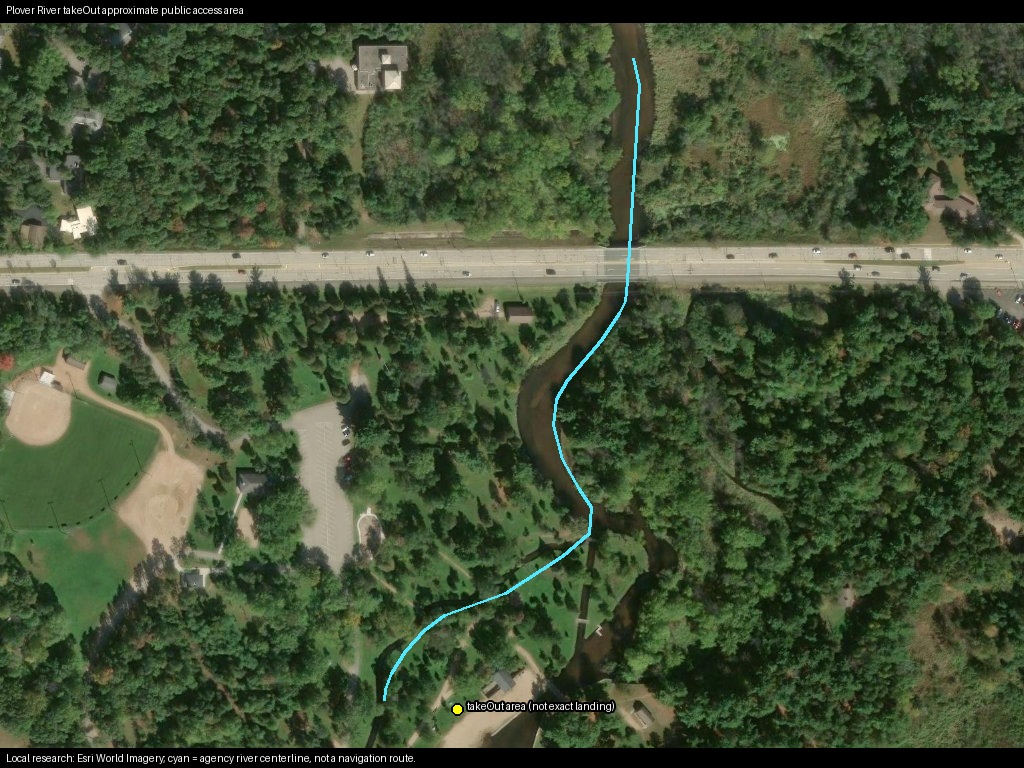 Plover River takeOut approximate public access area
takeOut area (not exact landing)
Local research: Esri World Imagery; cyan = agency river centerline, not a navigation route.